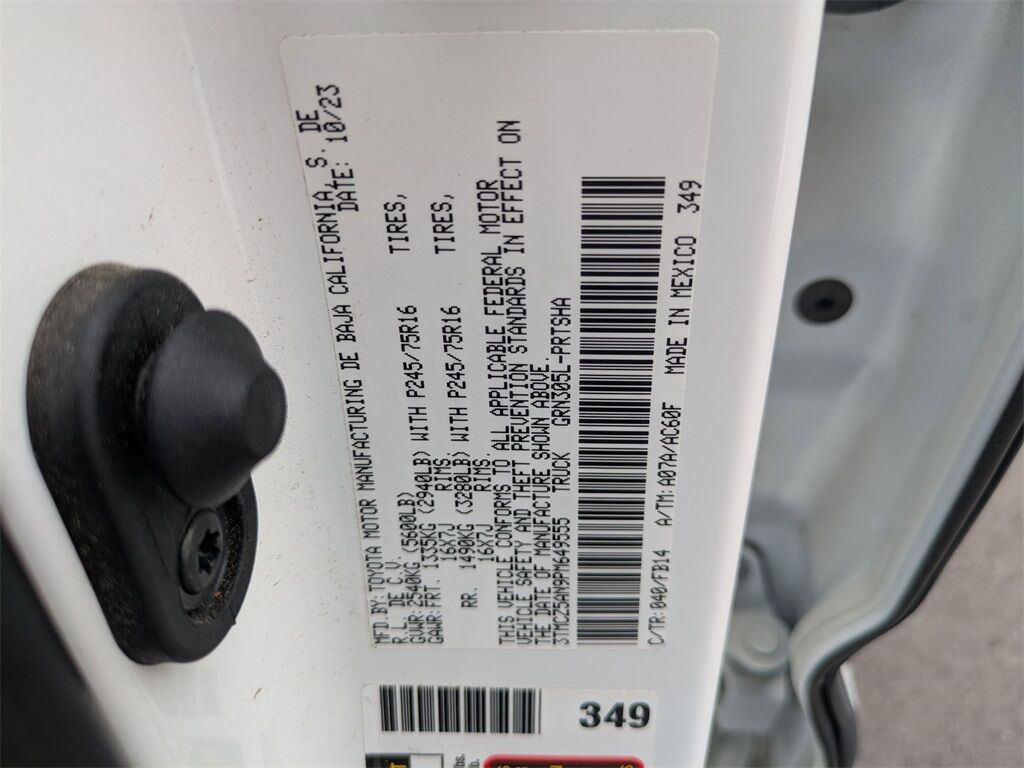 MFD.BY:TOYOTA MOTOR MANUFACTURING DE BAJA CALIFORNIA, S. DE
R.L. DE C.V. DATE: 10/23
GVWR:2540KG (5600LB)
GAWR:FRT. 1335KG (2940LB) WITH P245/75R16 TIRES,
16X7J RIMS
RR. 1490KG (3280LB) WITH P245/75R16 TIRES,
16X7J RIMS.
THIS VEHICLE CONFORMS TO ALL APPLICABLE FEDERAL MOTOR
VEHICLE SAFETY AND THEFT PREVENTION STANDARDS IN EFFECT ON
THE DATE OF MANUFACTURE SHOWN ABOVE.
3TMCZ5AN9PM649555 TRUCK GRN305L-PRTSHA
C/TR:040/FB14 A/TM:A07A/AC60F MADE IN MEXICO 349
349